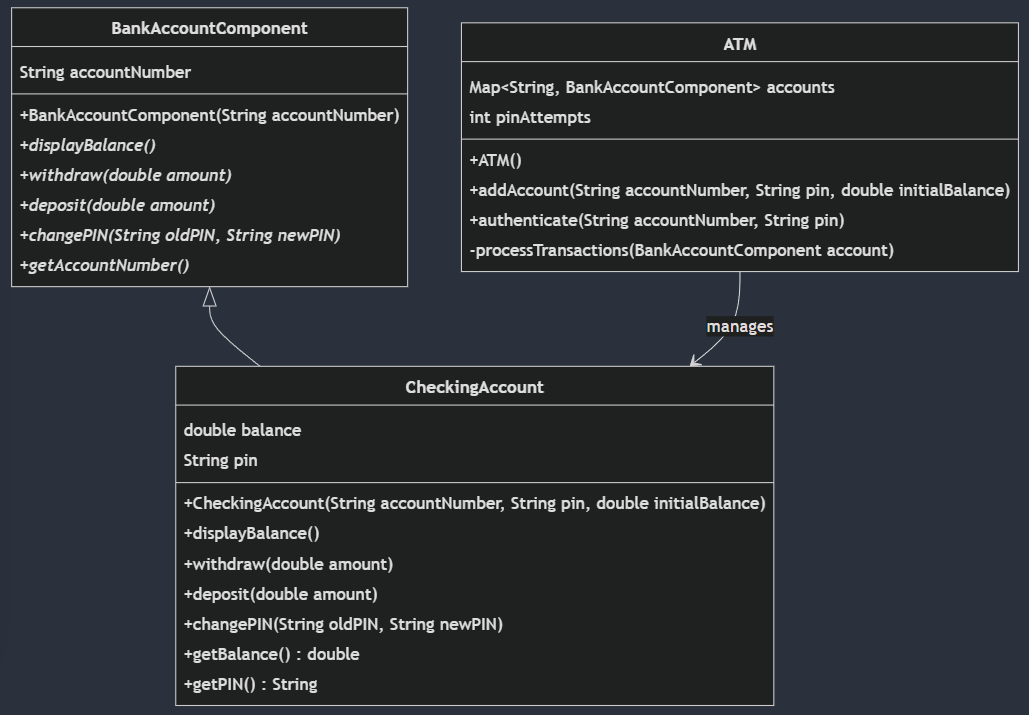 BankAccountComponent
String accountNumber
+BankAccountComponent(String accountNumber)
+displayBalance()
+withdraw(double amount)
+deposit(double amount)
+changePIN(String oldPIN, String newPIN)
+getAccountNumber()
ATM
Map<String, BankAccountComponent> accounts
int pinAttempts
+ATM()
+addAccount(String accountNumber, String pin, double initialBalance)
+authenticate(String accountNumber, String pin)
-processTransactions(BankAccountComponent account)
manages
CheckingAccount
double balance
String pin
+CheckingAccount(String accountNumber, String pin, double initialBalance)
+displayBalance()
+withdraw(double amount)
+deposit(double amount)
+changePIN(String oldPIN, String newPIN)
+getBalance() : double
+getPIN() : String